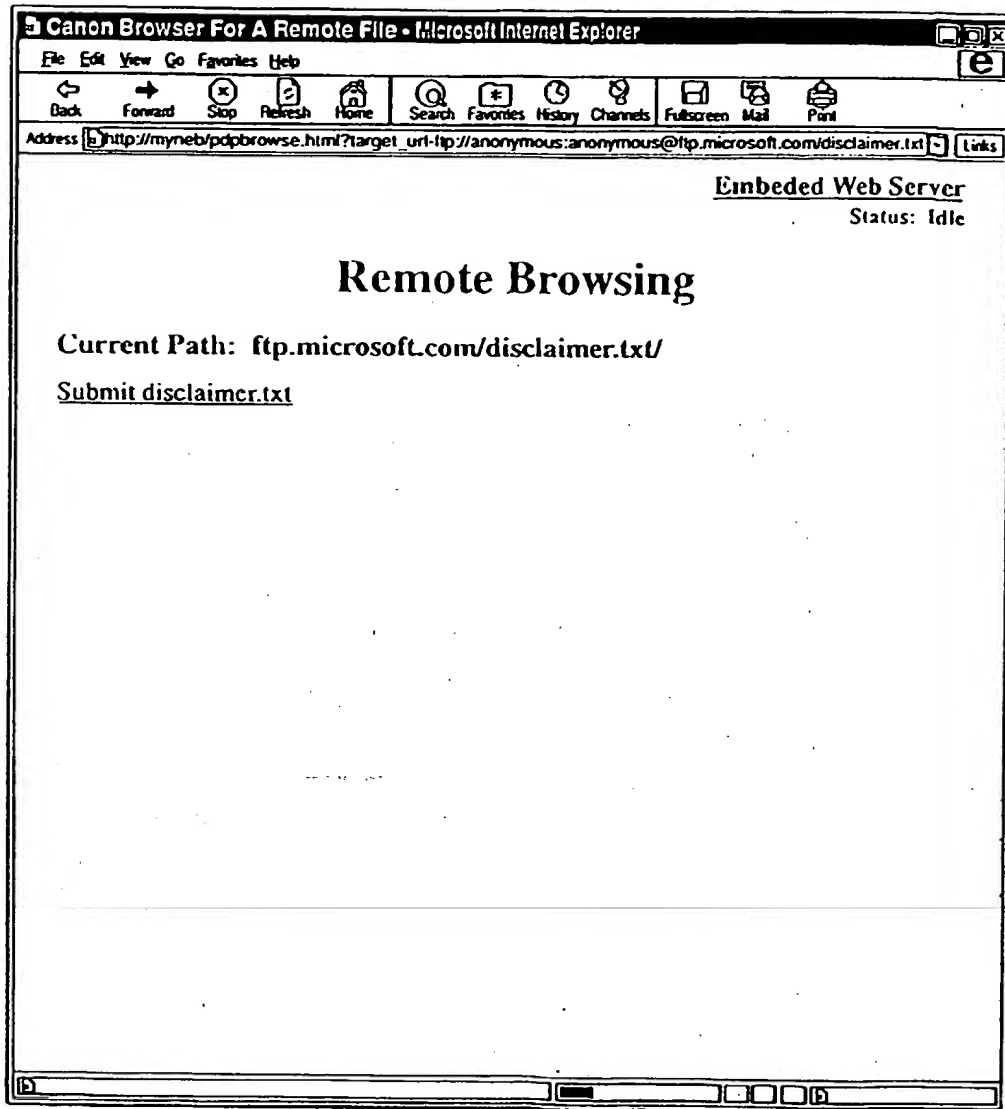 Canon Browser For A Remote File - Microsoft Internet Explorer
File Edit View Go Favorites Help
Back Forward Stop Refresh Home Search Favorites History Channels Fullscreen Mail Print
Address http://myneb/pdpbrowse.html?target_url-ftp://anonymous:anonymous@ftp.microsoft.com/disclaimer.txt Links
Embeded Web Server
Status: Idle
Remote Browsing
Current Path: ftp.microsoft.com/disclaimer.txt/
Submit disclaimer.txt